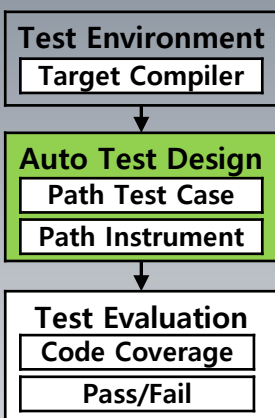 Test Environment
Target Compiler
Auto Test Design
Path Test Case
Path Instrument
Test Evaluation
Code Coverage
Pass/Fail